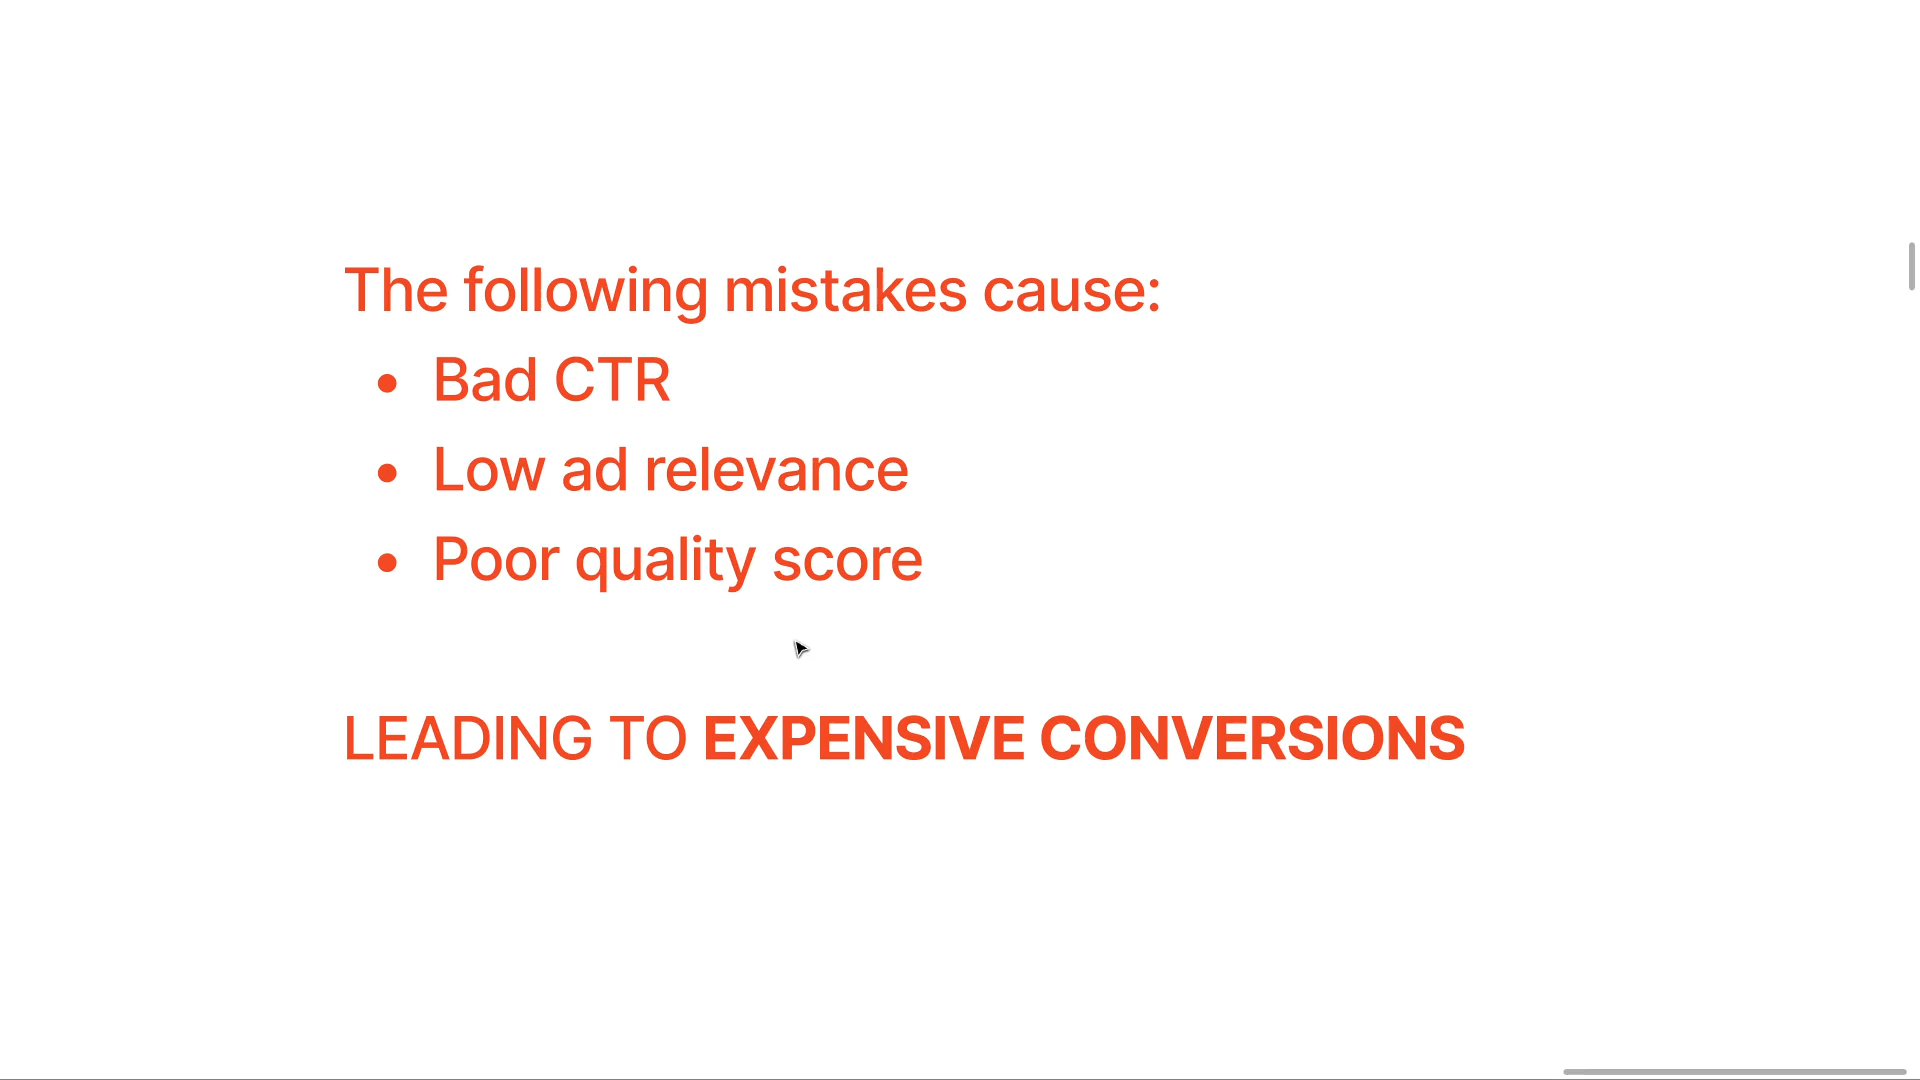 The following mistakes cause:
• Bad CTR
• Low ad relevance
• Poor quality score
LEADING TO EXPENSIVE CONVERSIONS